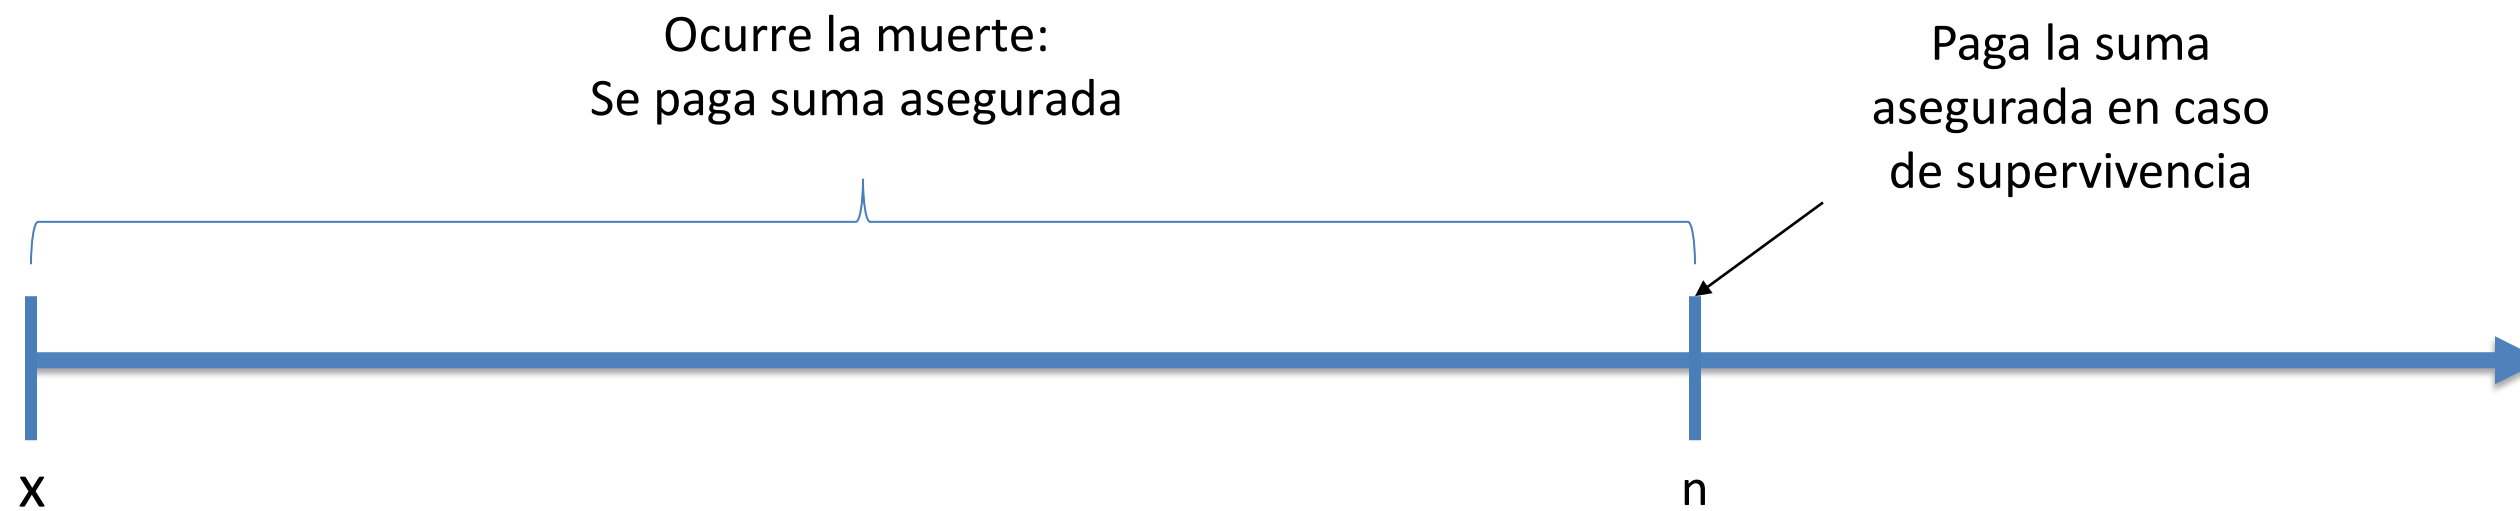 Ocurre la muerte:
Se paga suma asegurada
Paga la suma
asegurada en caso
de supervivencia
x
n